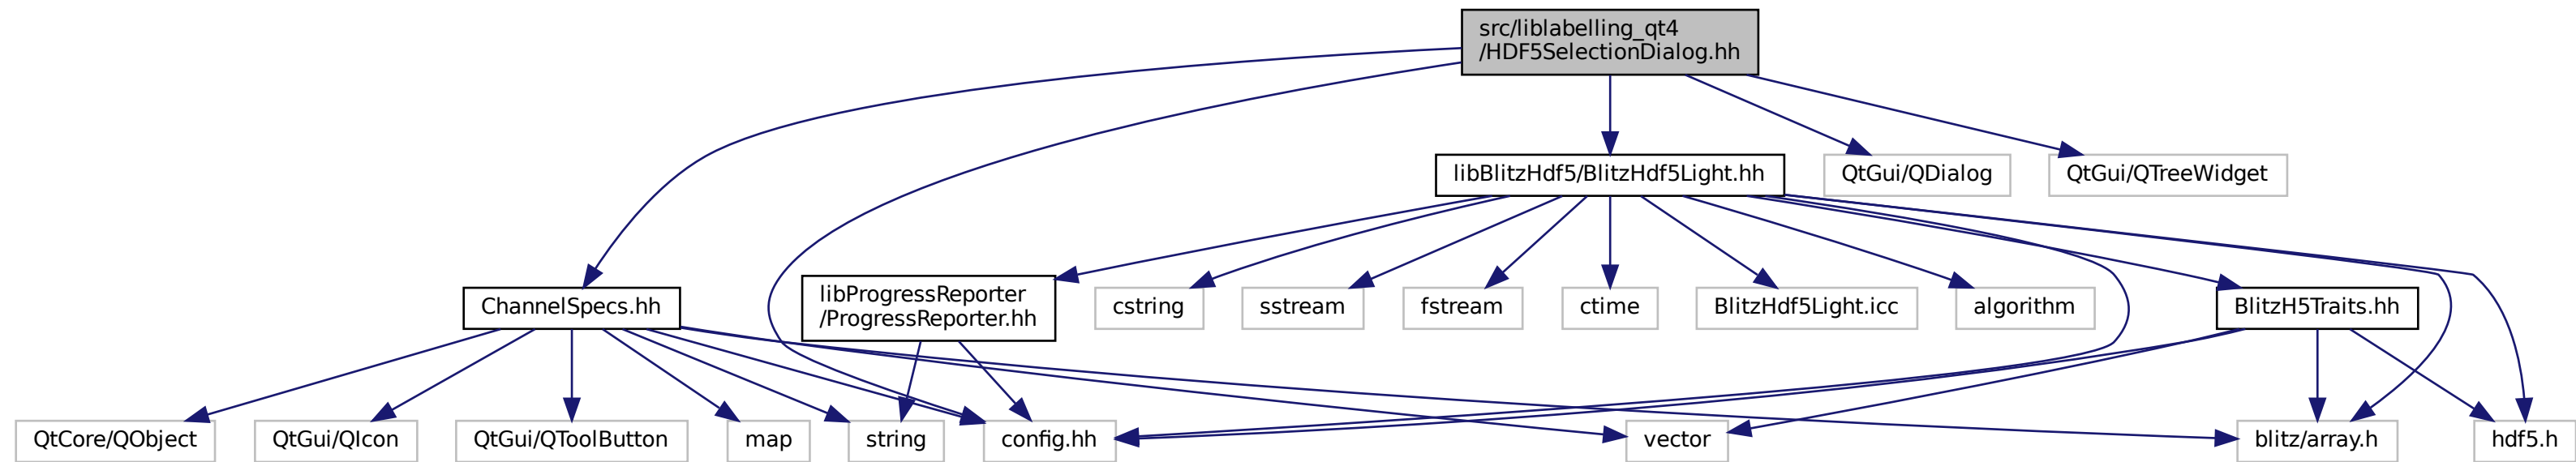 src/liblabelling_qt4
/HDF5SelectionDialog.hh
libBlitzHdf5/BlitzHdf5Light.hh
QtGui/QDialog
QtGui/QTreeWidget
ChannelSpecs.hh
libProgressReporter
/ProgressReporter.hh
cstring
sstream
fstream
ctime
BlitzHdf5Light.icc
algorithm
BlitzH5Traits.hh
QtCore/QObject
QtGui/QIcon
QtGui/QToolButton
map
string
config.hh
vector
blitz/array.h
hdf5.h